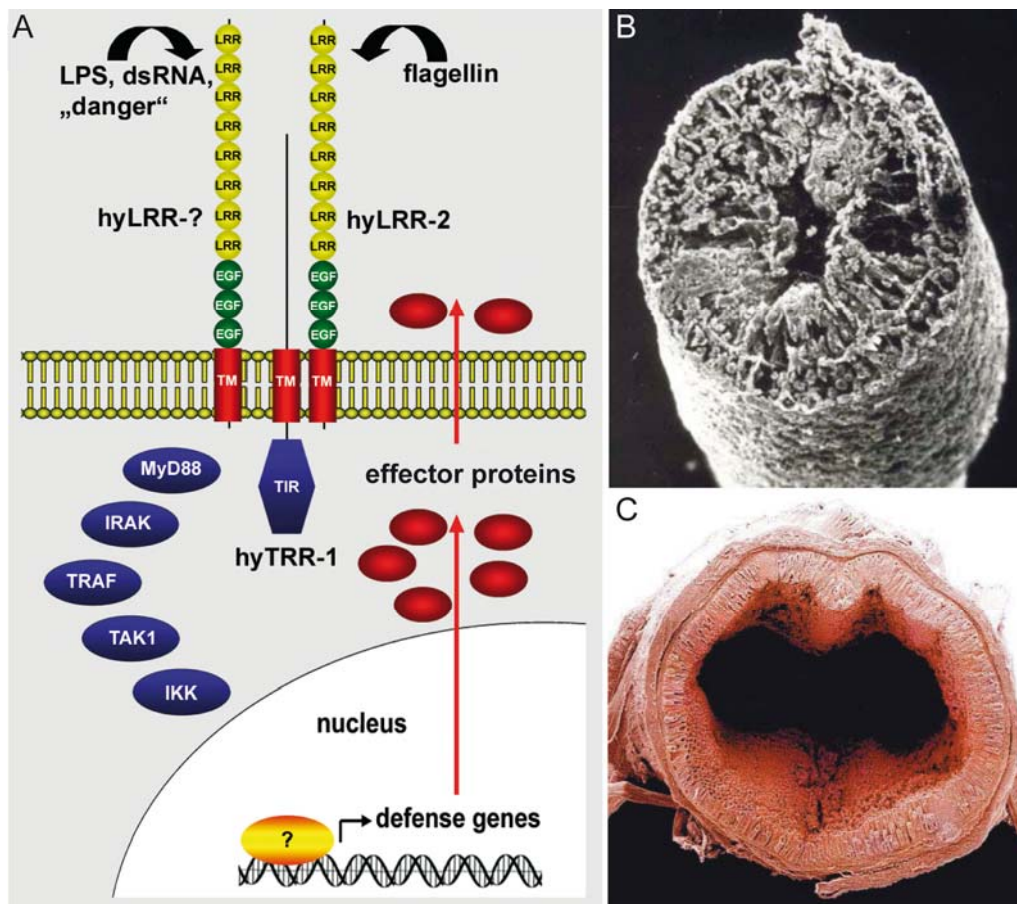 A
LPS, dsRNA,
„danger“
flagellin
LRR
LRR
LRR
LRR
LRR
LRR
LRR
LRR
EGF
EGF
EGF
TM
hyLRR-?
LRR
LRR
LRR
LRR
LRR
LRR
LRR
LRR
EGF
EGF
EGF
TM
hyLRR-2
TM
TIR
hyTRR-1
MyD88
IRAK
TRAF
TAK1
IKK
effector proteins
nucleus
?
defense genes
B
C